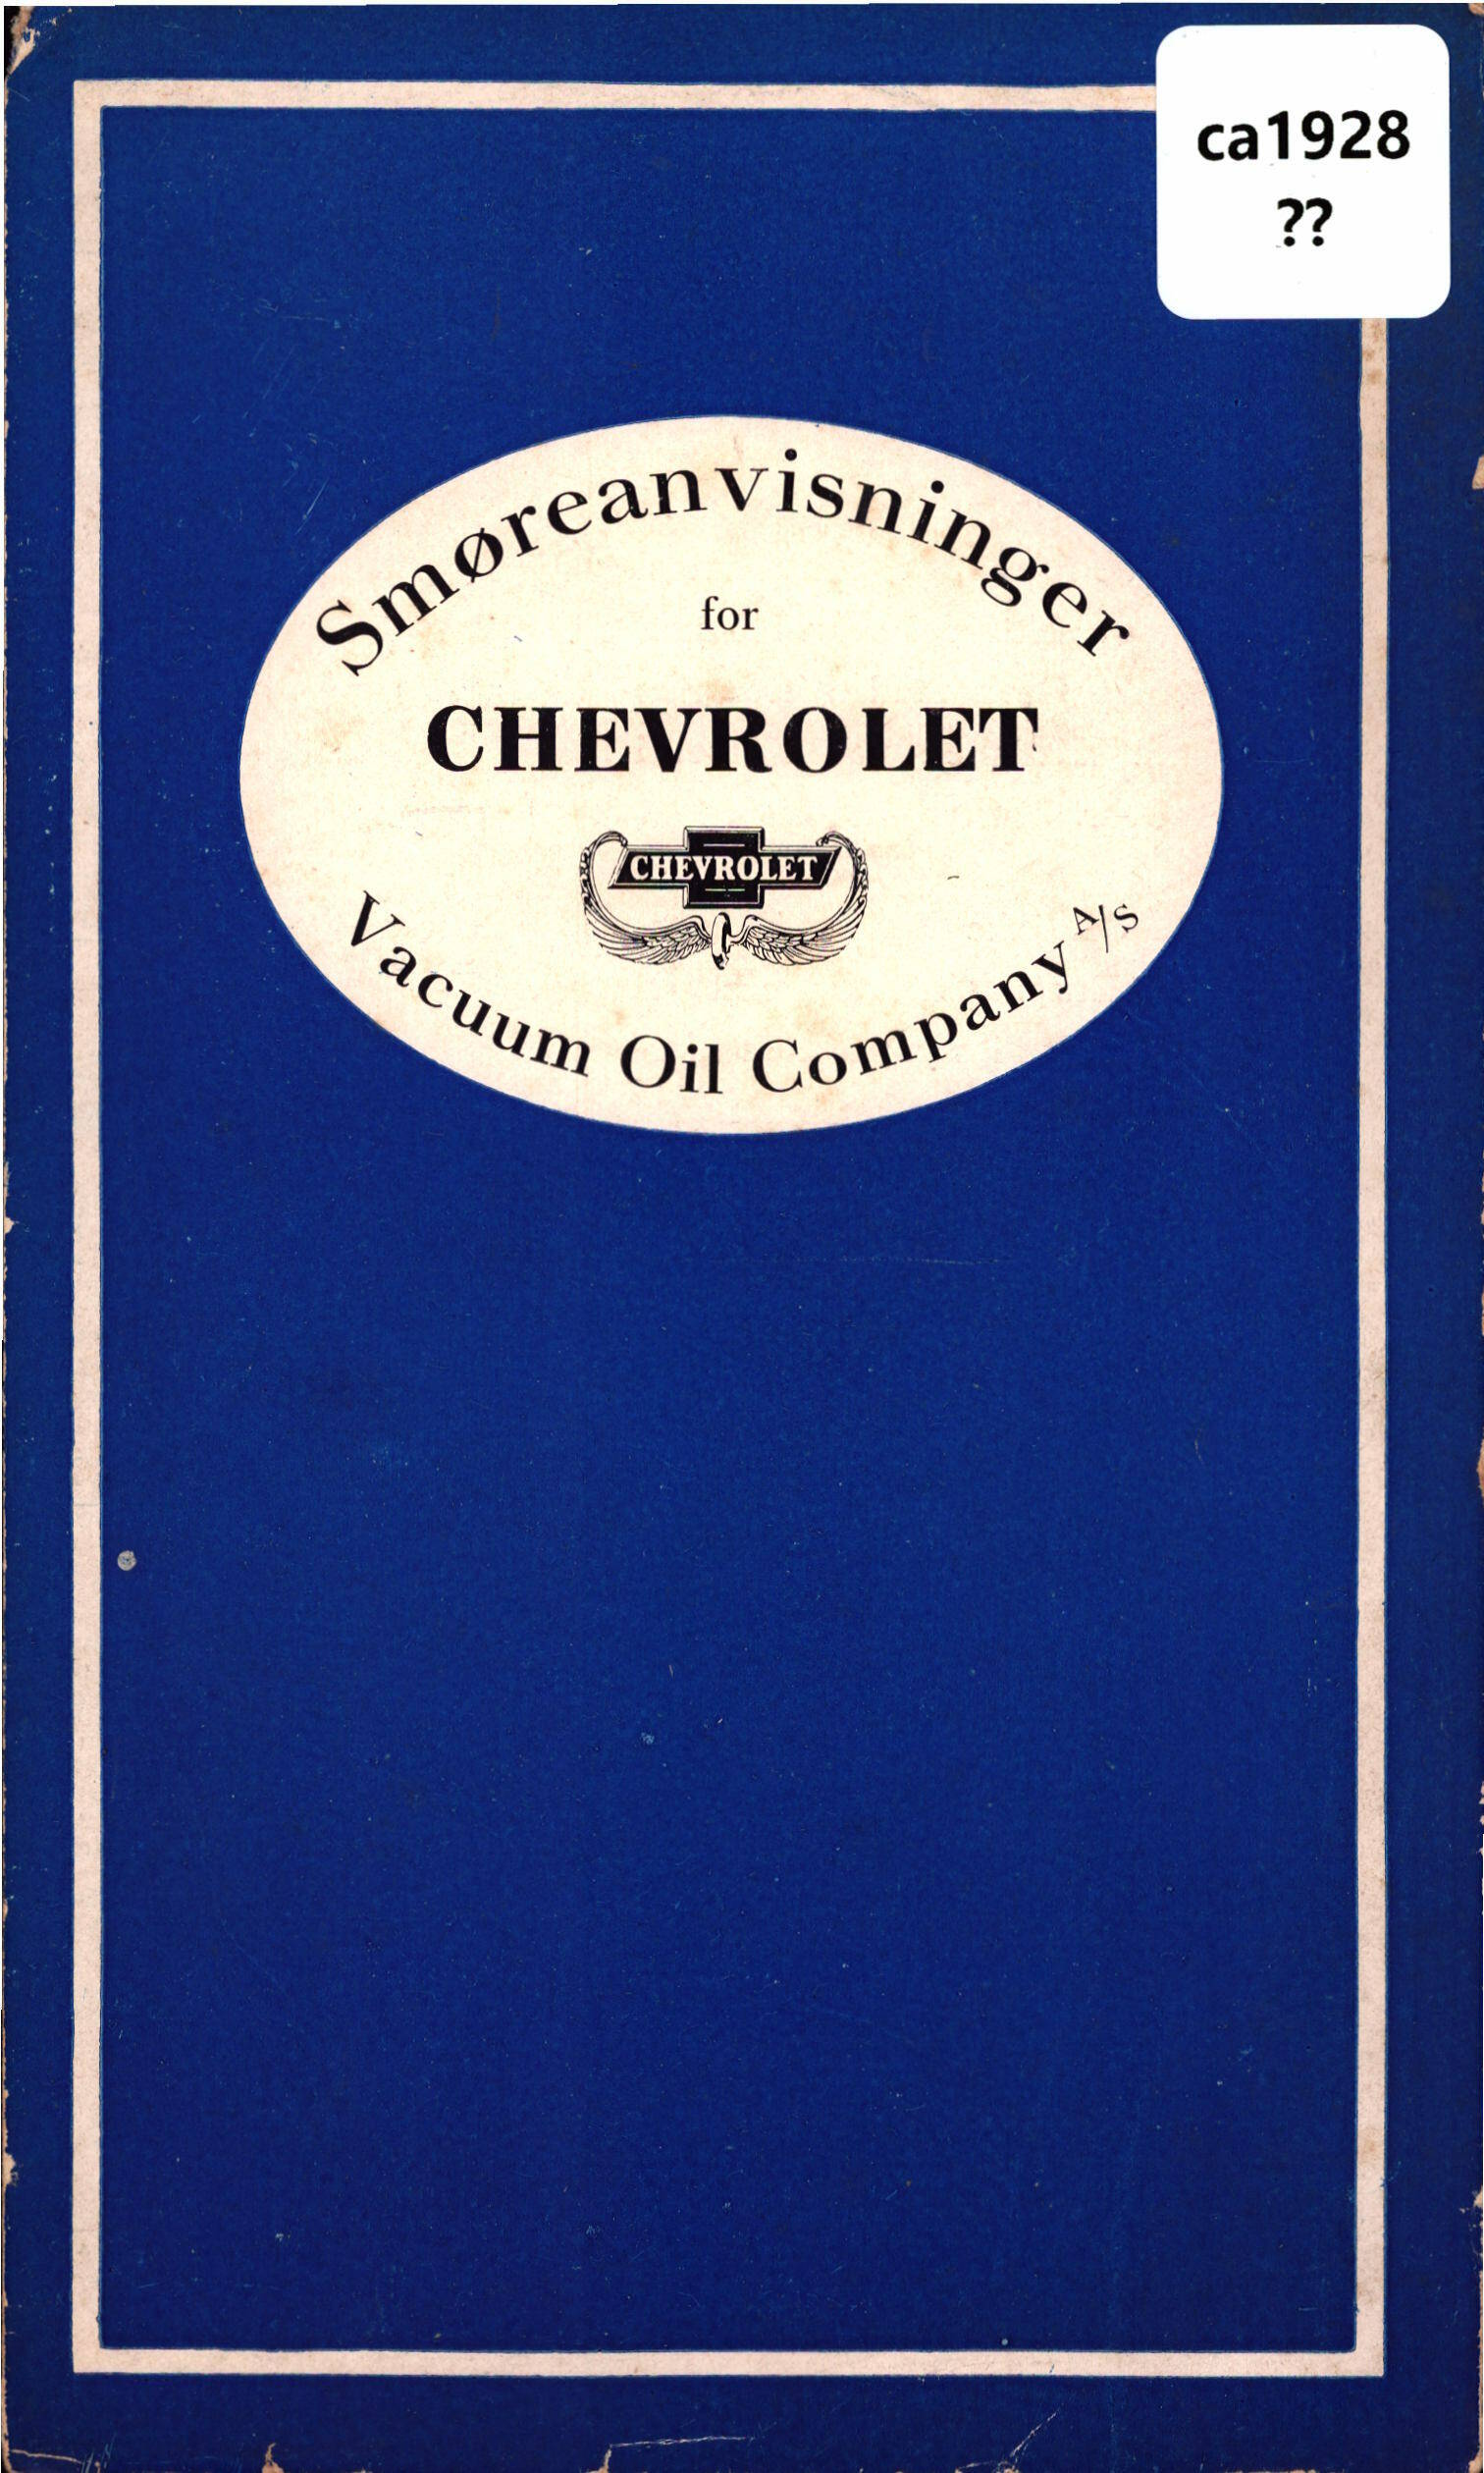 ca1928
??
Smøreanvisninger
for
CHEVROLET
CHEVROLET
Vacuum Oil Company A/S